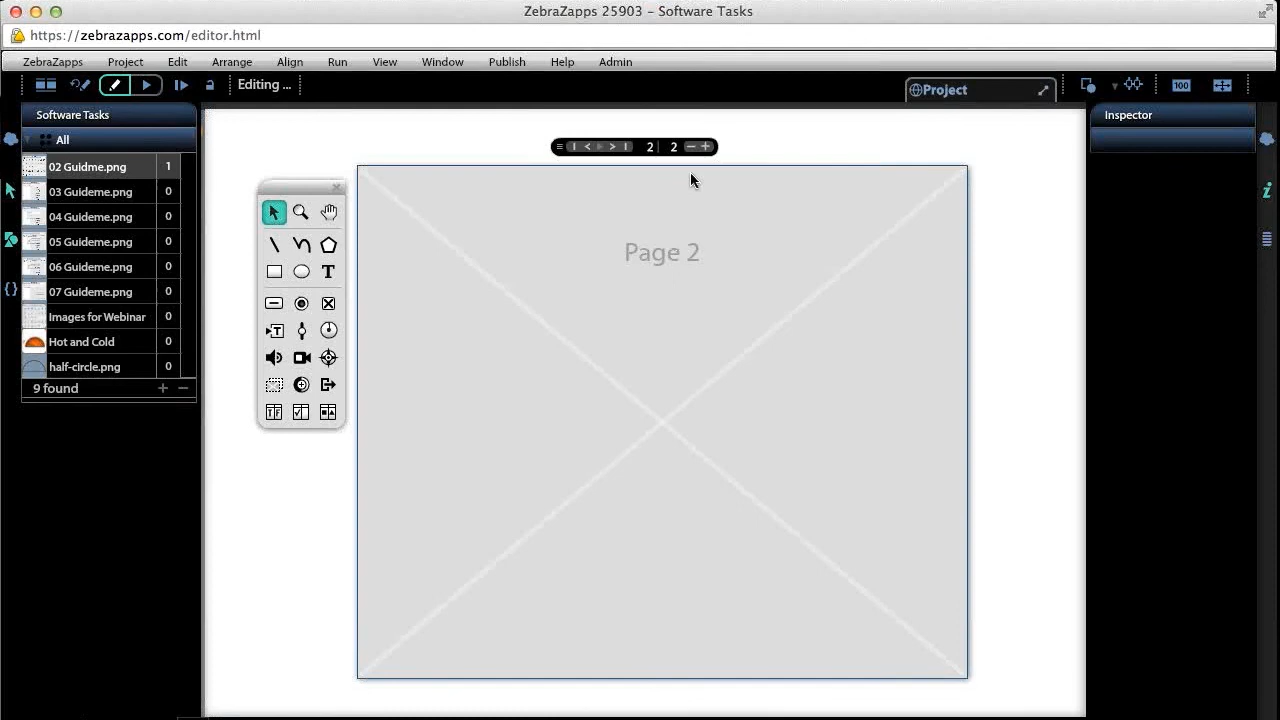 ZebraZapps 25903 – Software Tasks
https://zebrazapps.com/editor.html
ZebraZapps Project Edit Arrange Align Run View Window Publish Help Admin
Editing ...
Project
100
Software Tasks
All
02 Guidme.png 1
03 Guideme.png 0
04 Guideme.png 0
05 Guideme.png 0
06 Guideme.png 0
07 Guideme.png 0
Images for Webinar 0
Hot and Cold 0
half-circle.png 0
9 found
2 2
Page 2
Inspector